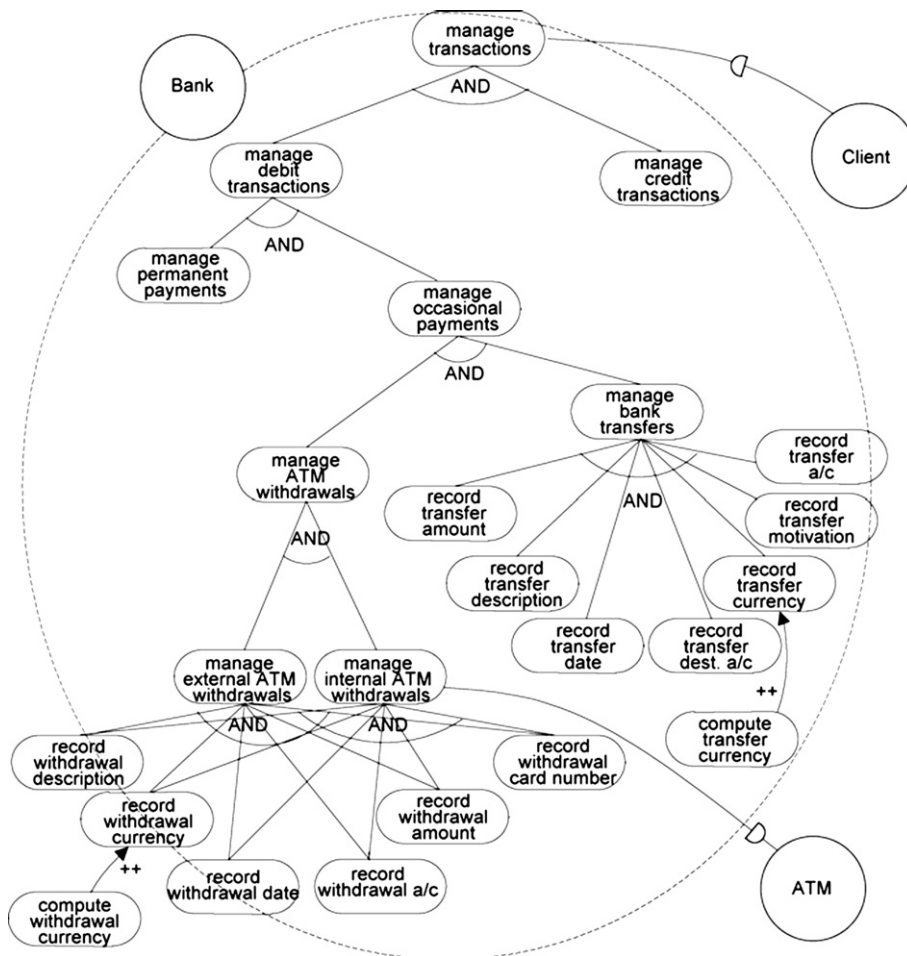 manage
transactions
Bank
AND
Client
manage
debit
transactions
manage
credit
transactions
AND
manage
permanent
payments
manage
occasional
payments
AND
manage
bank
transfers
record
transfer
a/c
manage
ATM
withdrawals
record
transfer
amount
AND
record
transfer
motivation
AND
record
transfer
description
record
transfer
currency
record
transfer
date
record
transfer
dest. a/c
manage
external ATM
withdrawals
manage
internal ATM
withdrawals
++
AND
AND
compute
transfer
currency
record
withdrawal
description
record
withdrawal
card number
record
withdrawal
currency
record
withdrawal
amount
++
record
withdrawal date
record
withdrawal a/c
ATM
compute
withdrawal
currency